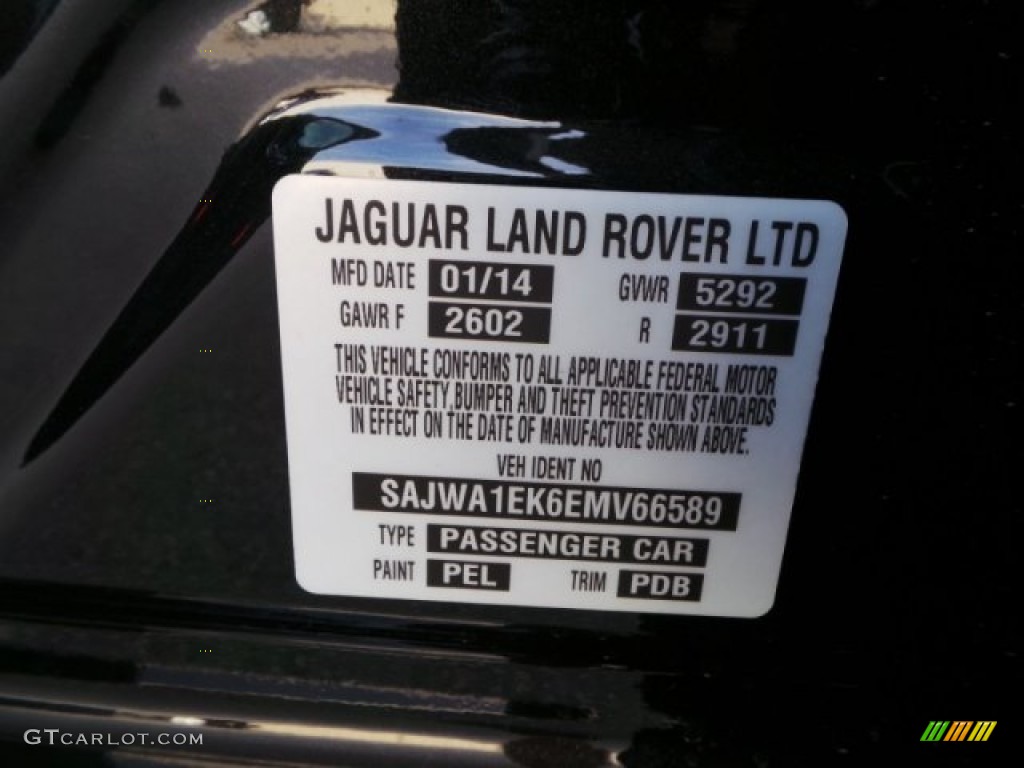 JAGUAR LAND ROVER LTD
MFD DATE 01/14 GVWR 5292
GAWR F 2602 R 2911
THIS VEHICLE CONFORMS TO ALL APPLICABLE FEDERAL MOTOR
VEHICLE SAFETY, BUMPER AND THEFT PREVENTION STANDARDS
IN EFFECT ON THE DATE OF MANUFACTURE SHOWN ABOVE.
VEH IDENT NO
SAJWA1EK6EMV66589
TYPE PASSENGER CAR
PAINT PEL TRIM PDB
GTCARLOT.COM